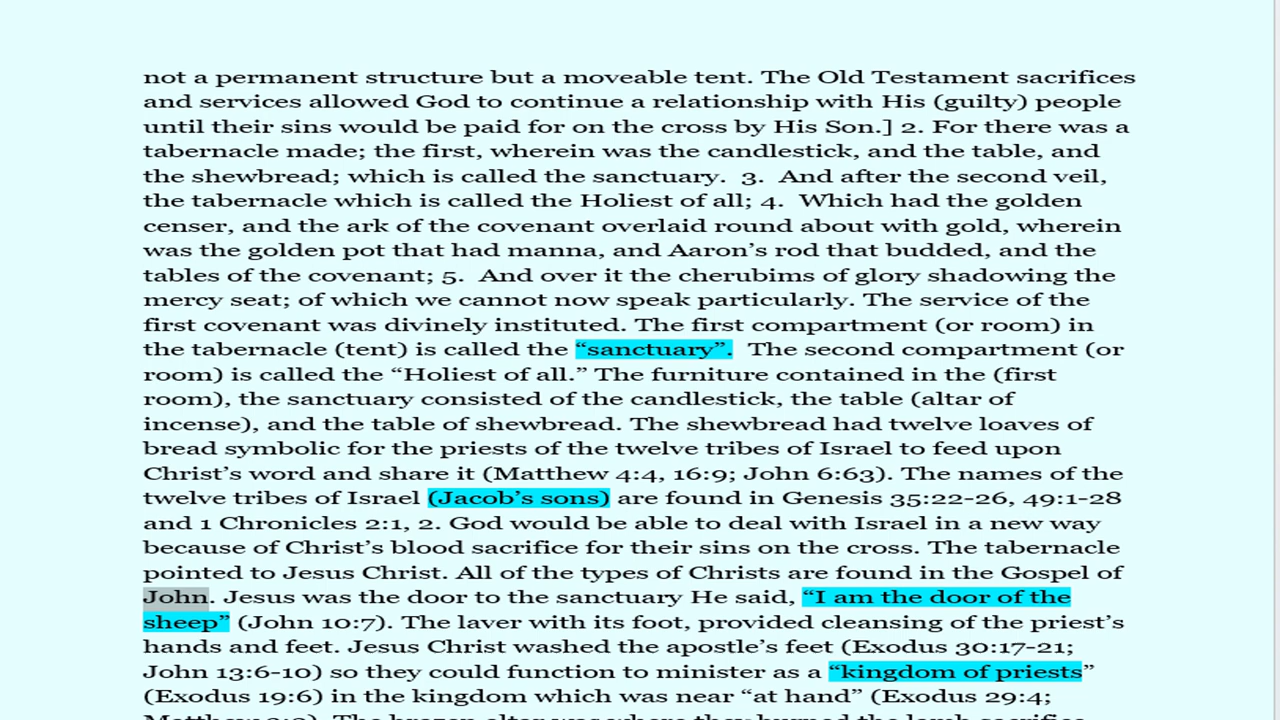 not a permanent structure but a moveable tent. The Old Testament sacrifices
and services allowed God to continue a relationship with His (guilty) people
until their sins would be paid for on the cross by His Son.] 2. For there was a
tabernacle made; the first, wherein was the candlestick, and the table, and
the shewbread; which is called the sanctuary.  3.  And after the second veil,
the tabernacle which is called the Holiest of all; 4.  Which had the golden
censer, and the ark of the covenant overlaid round about with gold, wherein
was the golden pot that had manna, and Aaron’s rod that budded, and the
tables of the covenant; 5.  And over it the cherubims of glory shadowing the
mercy seat; of which we cannot now speak particularly. The service of the
first covenant was divinely instituted. The first compartment (or room) in
the tabernacle (tent) is called the “sanctuary”.  The second compartment (or
room) is called the “Holiest of all.” The furniture contained in the (first
room), the sanctuary consisted of the candlestick, the table (altar of
incense), and the table of shewbread. The shewbread had twelve loaves of
bread symbolic for the priests of the twelve tribes of Israel to feed upon
Christ’s word and share it (Matthew 4:4, 16:9; John 6:63). The names of the
twelve tribes of Israel (Jacob’s sons) are found in Genesis 35:22-26, 49:1-28
and 1 Chronicles 2:1, 2. God would be able to deal with Israel in a new way
because of Christ’s blood sacrifice for their sins on the cross. The tabernacle
pointed to Jesus Christ. All of the types of Christs are found in the Gospel of
John. Jesus was the door to the sanctuary He said, “I am the door of the
sheep” (John 10:7). The laver with its foot, provided cleansing of the priest’s
hands and feet. Jesus Christ washed the apostle’s feet (Exodus 30:17-21;
John 13:6-10) so they could function to minister as a “kingdom of priests”
(Exodus 19:6) in the kingdom which was near “at hand” (Exodus 29:4;